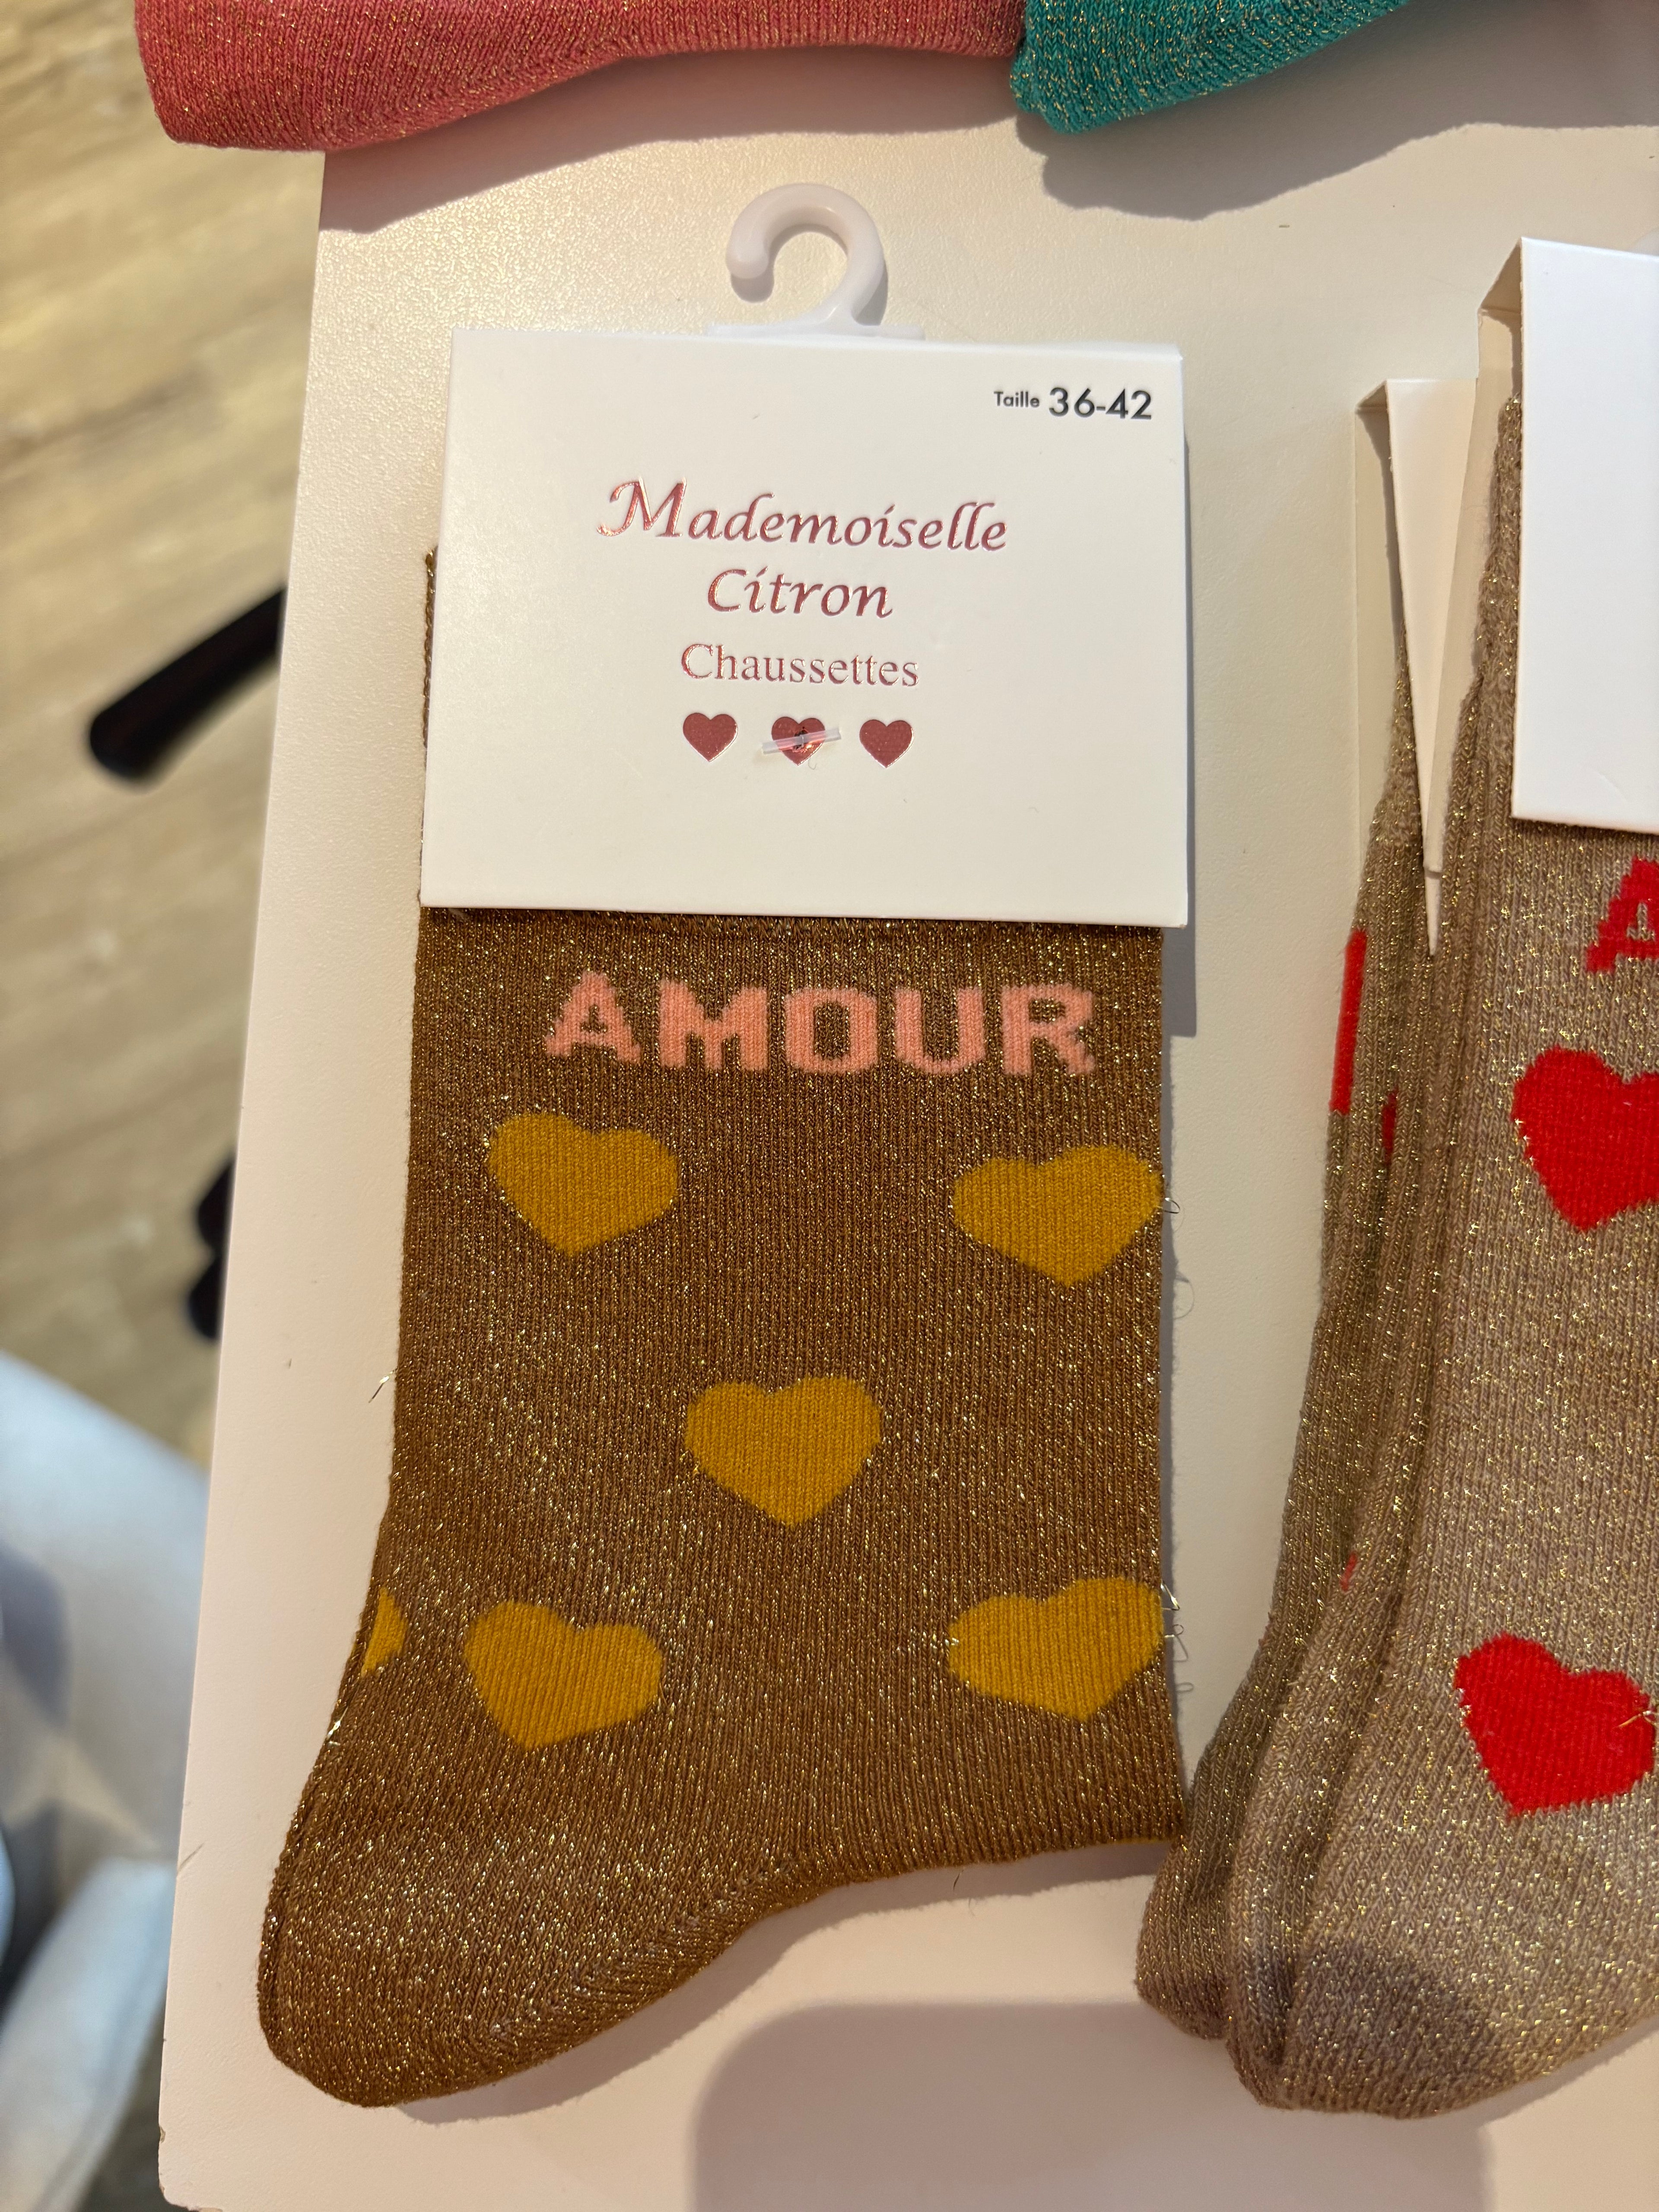 Taille 36-42
Mademoiselle
Citron
Chaussettes
AMOUR
A